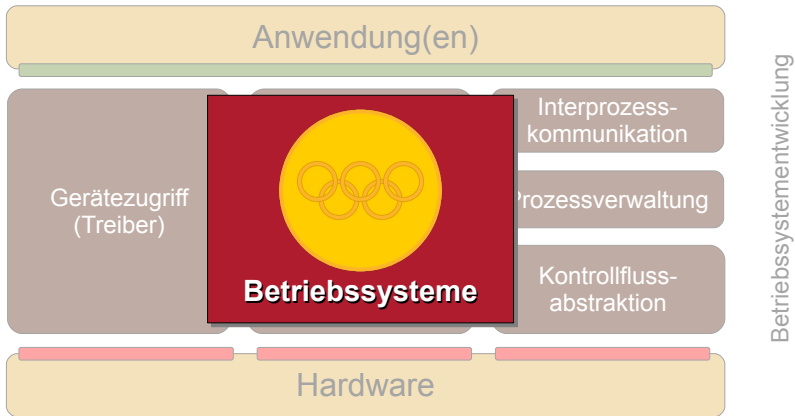 Anwendung(en)
Gerätezugriff
(Treiber)
Betriebssysteme
Interprozess-
kommunikation
Prozessverwaltung
Kontrollfluss-
abstraktion
Hardware
Betriebssystementwicklung